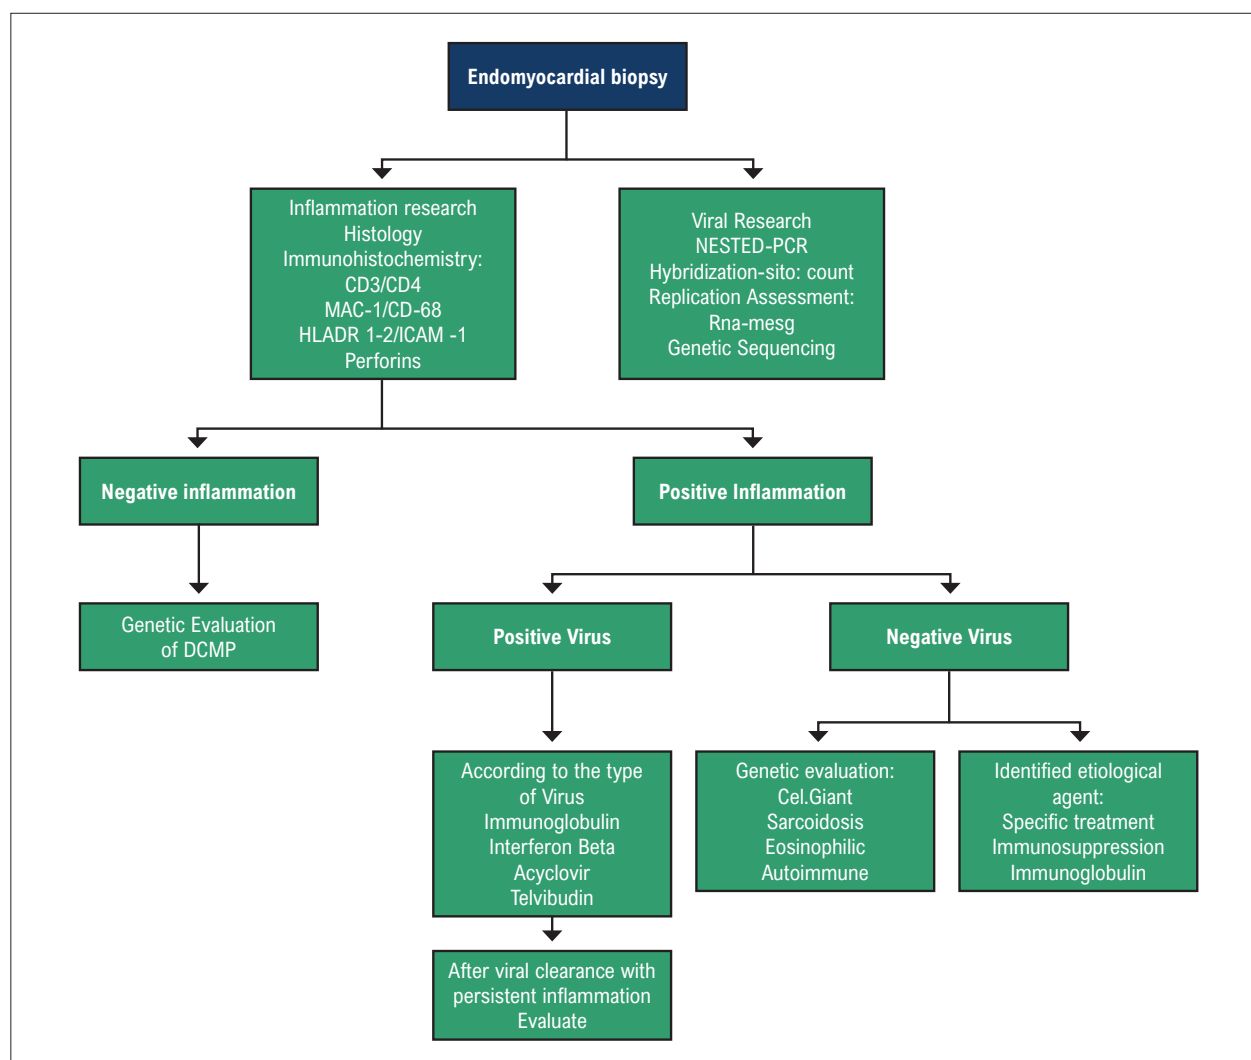 Endomyocardial biopsy
Inflammation research
Histology
Immunohistochemistry:
CD3/CD4
MAC-1/CD-68
HLADR 1-2/ICAM -1
Perforins
Viral Research
NESTED-PCR
Hybridization-sito: count
Replication Assessment:
Rna-mesg
Genetic Sequencing
Negative inflammation
Positive Inflammation
Genetic Evaluation
of DCMP
Positive Virus
Negative Virus
According to the type
of Virus
Immunoglobulin
Interferon Beta
Acyclovir
Telvibudin
Genetic evaluation:
Cel.Giant
Sarcoidosis
Eosinophilic
Autoimmune
Identified etiological
agent:
Specific treatment
Immunosuppression
Immunoglobulin
After viral clearance with
persistent inflammation
Evaluate